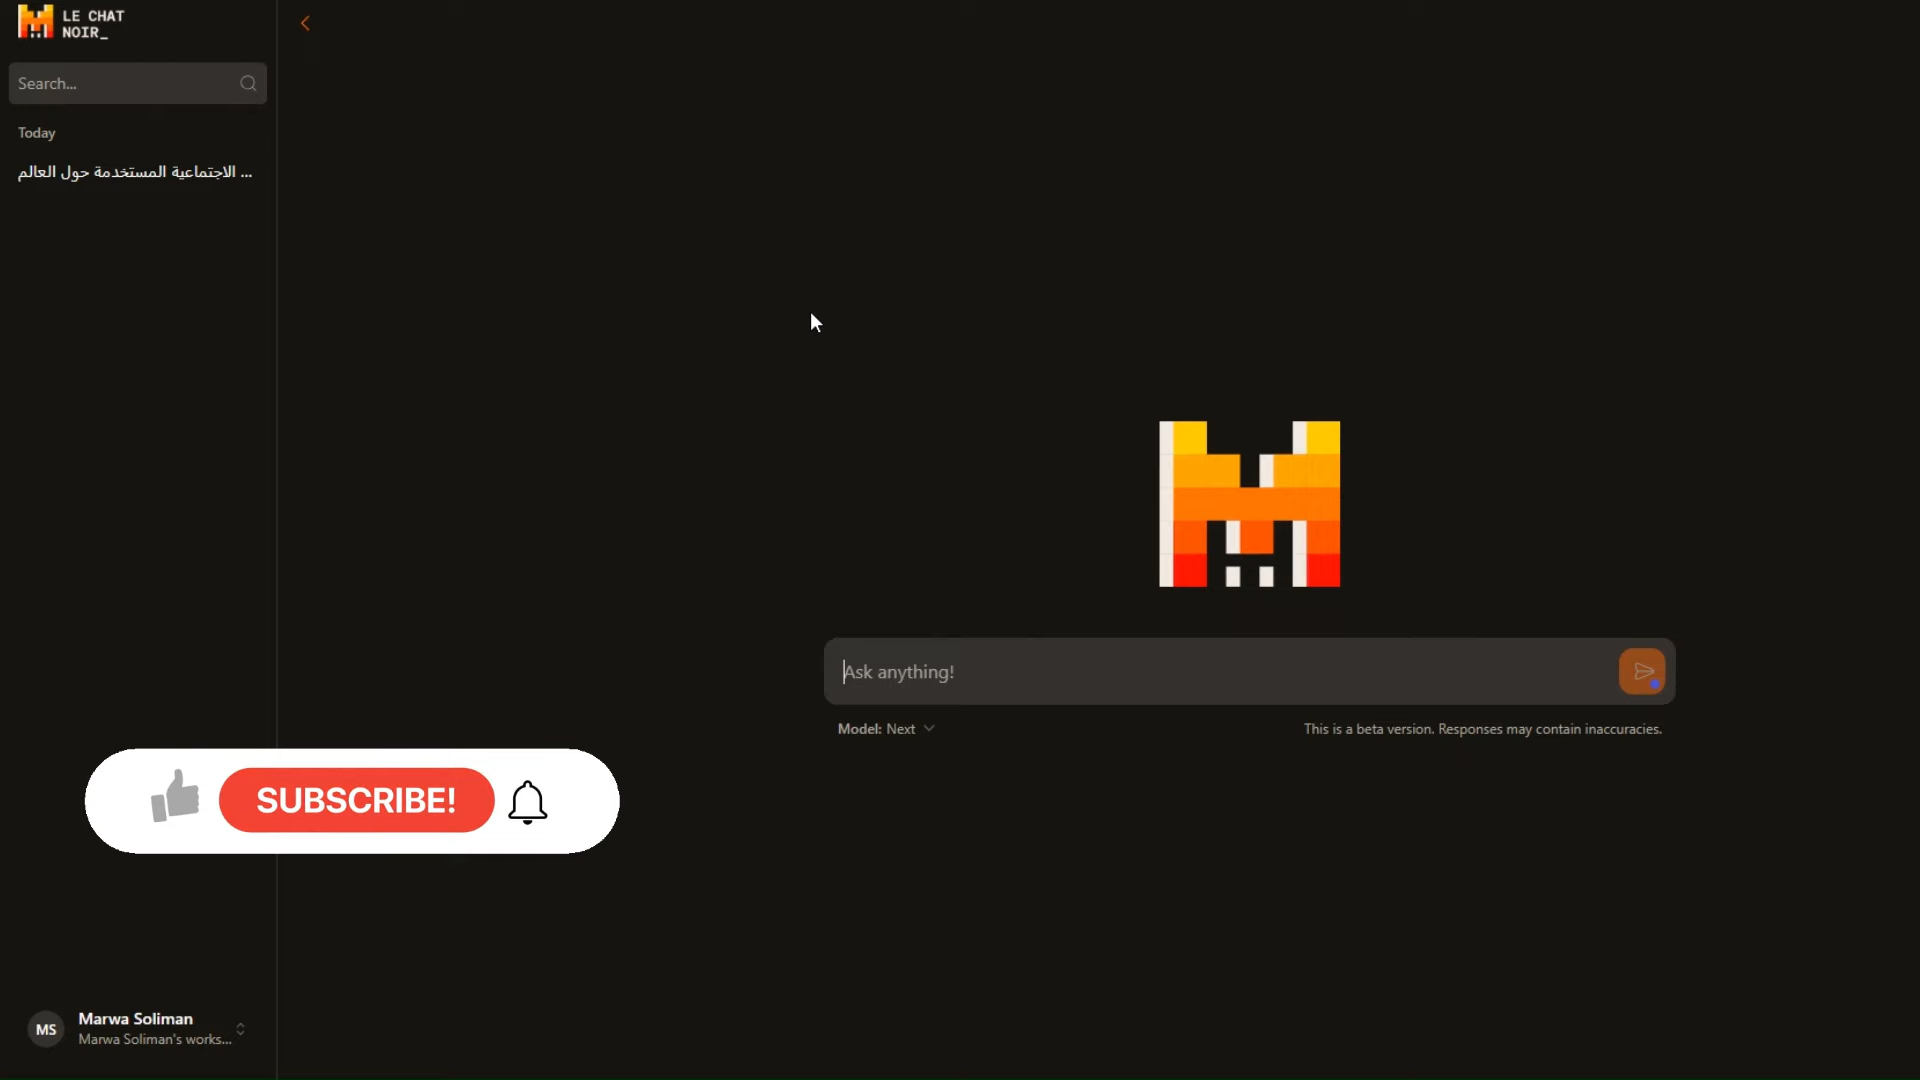 LE CHAT
NOIR_
Search...
Today
... الاجتماعية المستخدمة حول العالم
Ask anything!
Model: Next
This is a beta version. Responses may contain inaccuracies.
SUBSCRIBE!
MS
Marwa Soliman
Marwa Soliman's works...